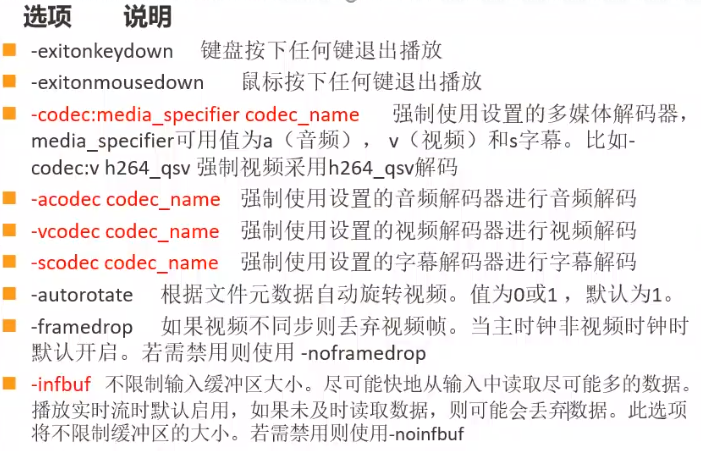 选项 说明
-exitonkeydown 键盘按下任何键退出播放
-exitonmousedown 鼠标按下任何键退出播放
-codec:media_specifier codec_name 强制使用设置的多媒体解码器，
media_specifier可用值为a（音频）， v（视频）和s字幕。比如-
codec:v h264_qsv 强制视频采用h264_qsv解码
-acodec codec_name 强制使用设置的音频解码器进行音频解码
-vcodec codec_name 强制使用设置的视频解码器进行视频解码
-scodec codec_name 强制使用设置的字幕解码器进行字幕解码
-autorotate 根据文件元数据自动旋转视频。值为0或1 ，默认为1。
-framedrop 如果视频不同步则丢弃视频帧。当主时钟非视频时钟时
默认开启。若需禁用则使用 -noframedrop
-infbuf 不限制输入缓冲区大小。尽可能快地从输入中读取尽可能多的数据。
播放实时流时默认启用，如果未及时读取数据，则可能会丢弃数据。此选项
将不限制缓冲区的大小。若需禁用则使用-noinfbuf